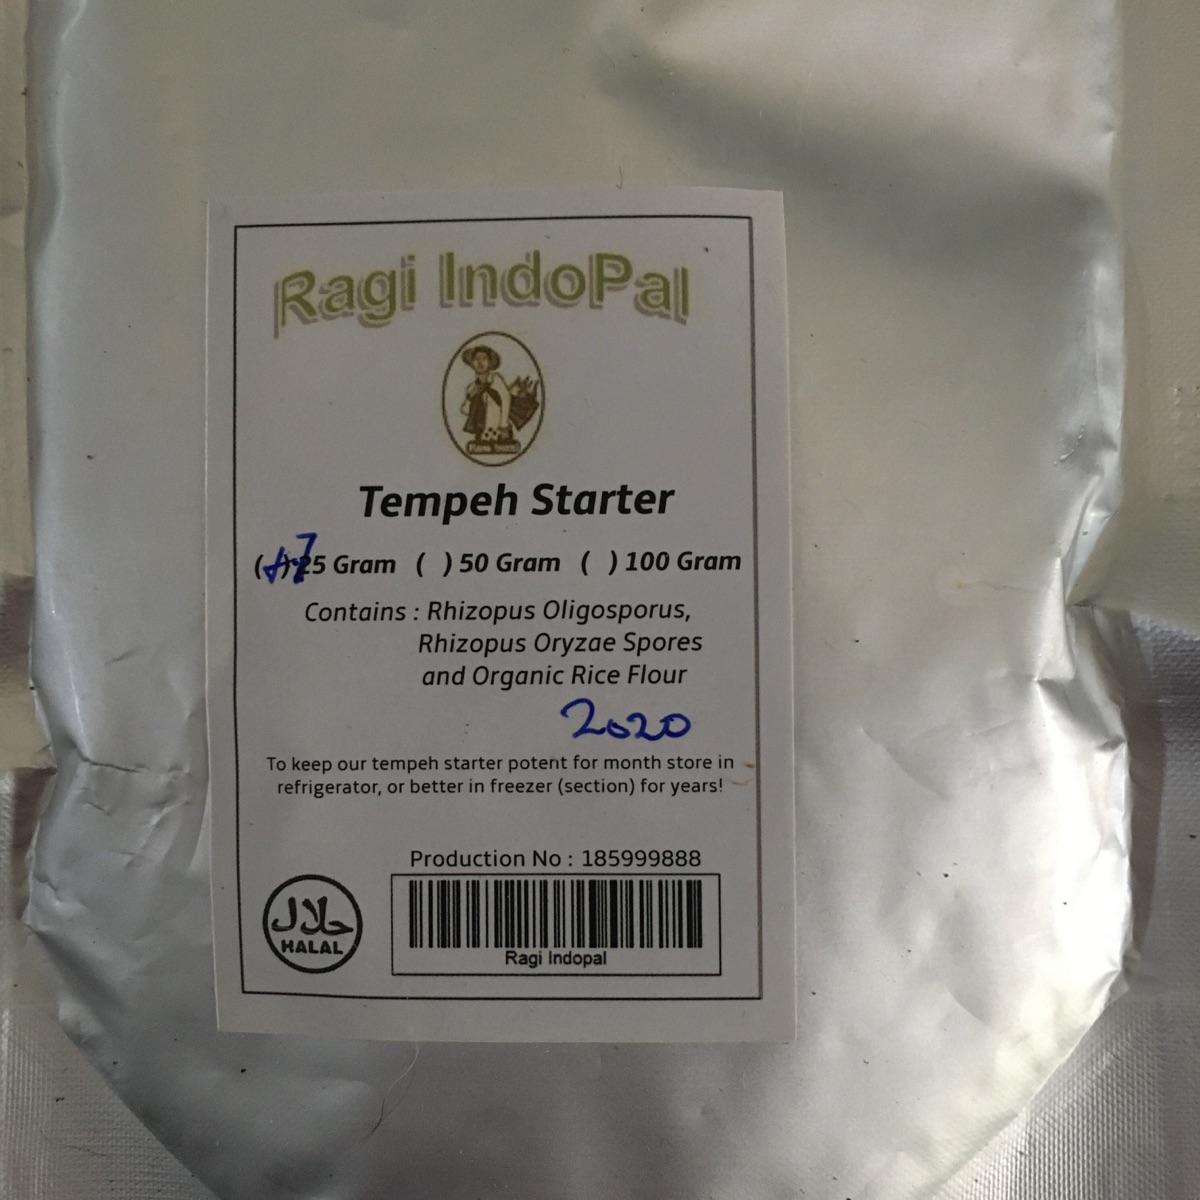 Ragi IndoPal
Tempeh Starter
( ) 25 Gram ( ) 50 Gram ( ) 100 Gram
Contains : Rhizopus Oligosporus,
Rhizopus Oryzae Spores
and Organic Rice Flour
2020
To keep our tempeh starter potent for month store in
refrigerator, or better in freezer (section) for years!
Production No : 185999888
حلال
HALAL
Ragi Indopal